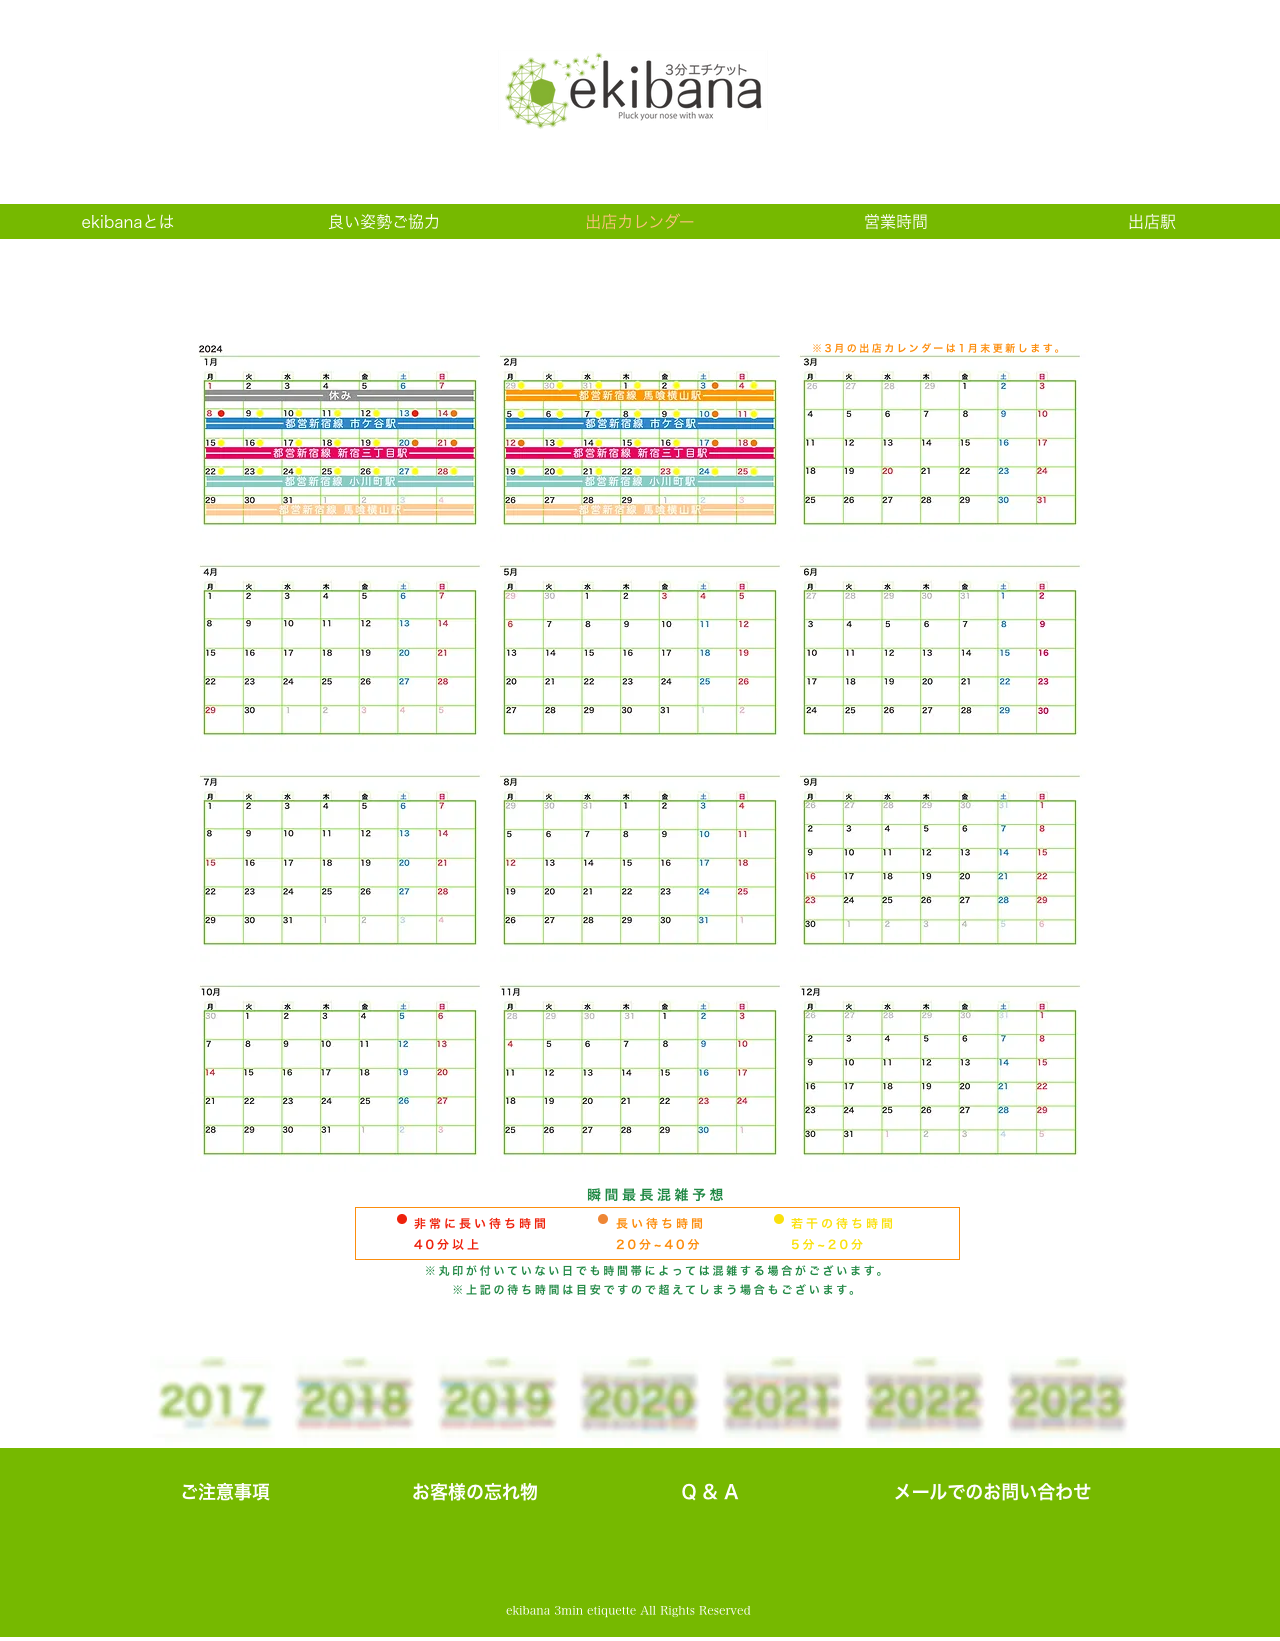 3分エチケット
ekibana
Pluck your nose with wax
ekibanaとは 良い姿勢ご協力 出店カレンダー 営業時間 出店駅
2024
※3月の出店カレンダーは1月末更新します。
1月
月 火 水 木 金 土 日
1 2 3 4 5 6 7
休み
8 9 10 11 12 13 14
都営新宿線 市ケ谷駅
15 16 17 18 19 20 21
都営新宿線 新宿三丁目駅
22 23 24 25 26 27 28
都営新宿線 小川町駅
29 30 31 1 2 3 4
都営新宿線 馬喰横山駅
2月
月 火 水 木 金 土 日
29 30 31 1 2 3 4
都営新宿線 馬喰横山駅
5 6 7 8 9 10 11
都営新宿線 市ケ谷駅
12 13 14 15 16 17 18
都営新宿線 新宿三丁目駅
19 20 21 22 23 24 25
都営新宿線 小川町駅
26 27 28 29 1 2 3
都営新宿線 馬喰横山駅
3月
月 火 水 木 金 土 日
26 27 28 29 1 2 3
4 5 6 7 8 9 10
11 12 13 14 15 16 17
18 19 20 21 22 23 24
25 26 27 28 29 30 31
4月
月 火 水 木 金 土 日
1 2 3 4 5 6 7
8 9 10 11 12 13 14
15 16 17 18 19 20 21
22 23 24 25 26 27 28
29 30 1 2 3 4 5
5月
月 火 水 木 金 土 日
29 30 1 2 3 4 5
6 7 8 9 10 11 12
13 14 15 16 17 18 19
20 21 22 23 24 25 26
27 28 29 30 31 1 2
6月
月 火 水 木 金 土 日
27 28 29 30 31 1 2
3 4 5 6 7 8 9
10 11 12 13 14 15 16
17 18 19 20 21 22 23
24 25 26 27 28 29 30
7月
月 火 水 木 金 土 日
1 2 3 4 5 6 7
8 9 10 11 12 13 14
15 16 17 18 19 20 21
22 23 24 25 26 27 28
29 30 31 1 2 3 4
8月
月 火 水 木 金 土 日
29 30 31 1 2 3 4
5 6 7 8 9 10 11
12 13 14 15 16 17 18
19 20 21 22 23 24 25
26 27 28 29 30 31 1
9月
月 火 水 木 金 土 日
26 27 28 29 30 31 1
2 3 4 5 6 7 8
9 10 11 12 13 14 15
16 17 18 19 20 21 22
23 24 25 26 27 28 29
30 1 2 3 4 5 6
10月
月 火 水 木 金 土 日
30 1 2 3 4 5 6
7 8 9 10 11 12 13
14 15 16 17 18 19 20
21 22 23 24 25 26 27
28 29 30 31 1 2 3
11月
月 火 水 木 金 土 日
28 29 30 31 1 2 3
4 5 6 7 8 9 10
11 12 13 14 15 16 17
18 19 20 21 22 23 24
25 26 27 28 29 30 1
12月
月 火 水 木 金 土 日
26 27 28 29 30 31 1
2 3 4 5 6 7 8
9 10 11 12 13 14 15
16 17 18 19 20 21 22
23 24 25 26 27 28 29
30 31 1 2 3 4 5
瞬間最長混雑予想
非常に長い待ち時間 長い待ち時間 若干の待ち時間
40分以上 20分~40分 5分~20分
※丸印が付いていない日でも時間帯によっては混雑する場合がございます。
※上記の待ち時間は目安ですので超えてしまう場合もございます。
2017 2018 2019 2020 2021 2022 2023
ご注意事項 お客様の忘れ物 Q & A メールでのお問い合わせ
ekibana 3min etiquette All Rights Reserved